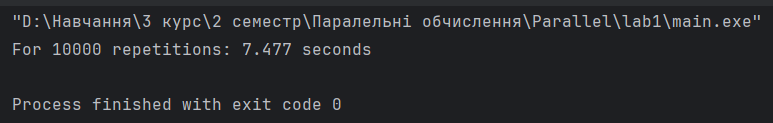 "D:\Навчання\3 курс\2 семестр\Паралельні обчислення\Parallel\lab1\main.exe"
For 10000 repetitions: 7.477 seconds
Process finished with exit code 0